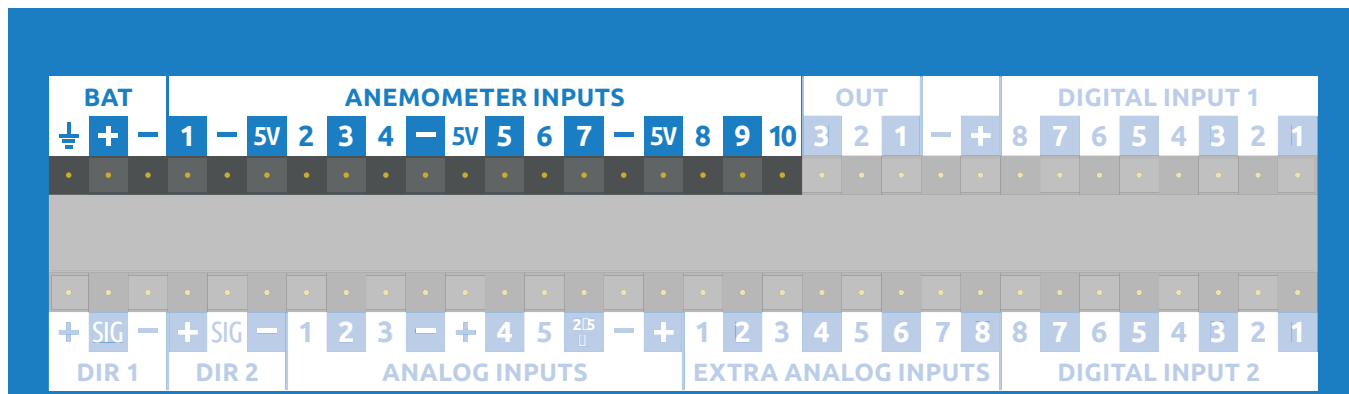 BAT ANEMOMETER INPUTS OUT DIGITAL INPUT 1
⏚ + − 1 − 5V 2 3 4 − 5V 5 6 7 − 5V 8 9 10 3 2 1 − + 8 7 6 5 4 3 2 1
+ SIG − + SIG − 1 2 3 − + 4 5 2▯5▯ − + 1 2 3 4 5 6 7 8 8 7 6 5 4 3 2 1
DIR 1 DIR 2 ANALOG INPUTS EXTRA ANALOG INPUTS DIGITAL INPUT 2